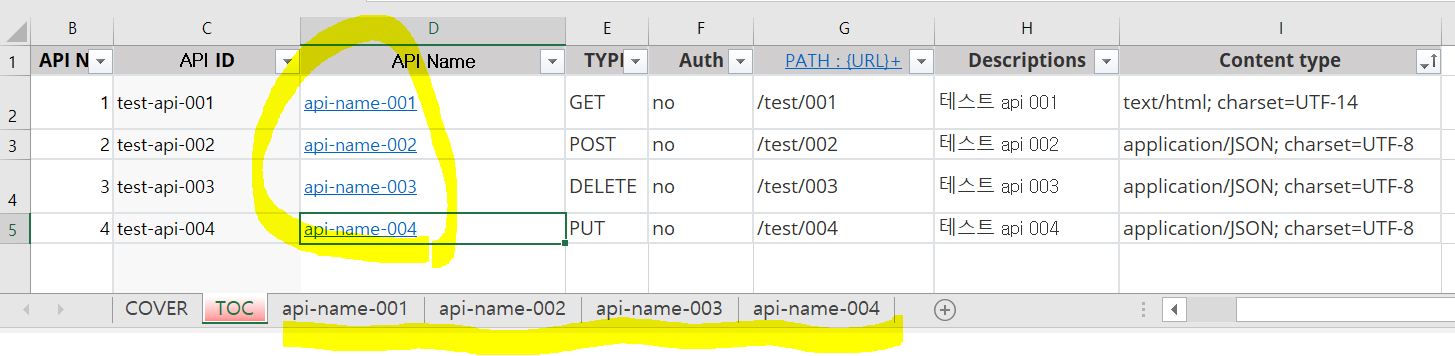 B C D E F G H I
1 API N API ID API Name TYPI Auth PATH : {URL}+ Descriptions Content type
2 1 test-api-001 api-name-001 GET no /test/001 테스트 api 001 text/html; charset=UTF-14
3 2 test-api-002 api-name-002 POST no /test/002 테스트 api 002 application/JSON; charset=UTF-8
4 3 test-api-003 api-name-003 DELETE no /test/003 테스트 api 003 application/JSON; charset=UTF-8
5 4 test-api-004 api-name-004 PUT no /test/004 테스트 api 004 application/JSON; charset=UTF-8
COVER TOC api-name-001 api-name-002 api-name-003 api-name-004